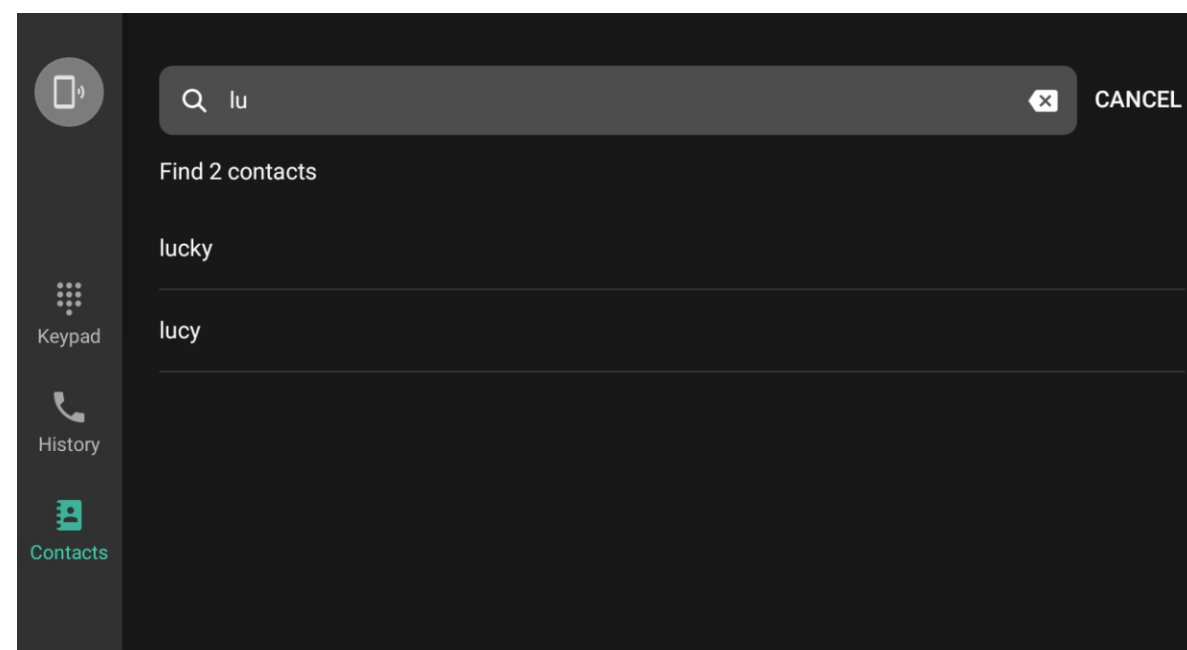 lu
CANCEL
Find 2 contacts
lucky
lucy
Keypad
History
Contacts